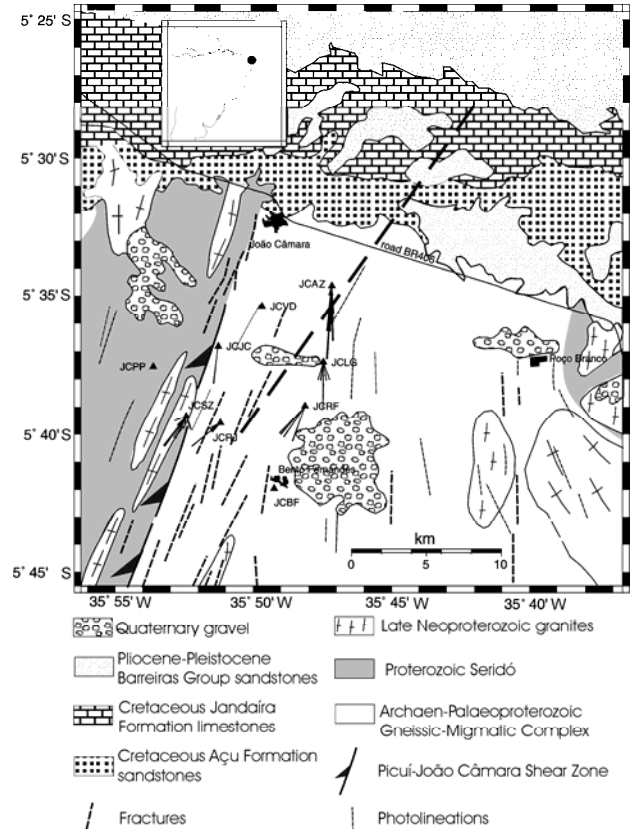 5° 25' S
5° 30' S
João Câmara
road BR406
JCAZ
5° 35' S
JCVD
JCJC
JCLG
Poço Branco
JCPP
JCSZ
JCRF
JCPJ
5° 40' S
Bento Fernandes
JCBF
km
0 5 10
5° 45' S
35° 55' W 35° 50' W 35° 45' W 35° 40' W
Quaternary gravel
Late Neoproterozoic granites
Pliocene-Pleistocene
Barreiras Group sandstones
Proterozoic Seridó
Cretaceous Jandaíra
Formation limestones
Archaen-Palaeoproterozoic
Gneissic-Migmatic Complex
Cretaceous Açu Formation
sandstones
Picuí-João Câmara Shear Zone
Fractures
Photolineations